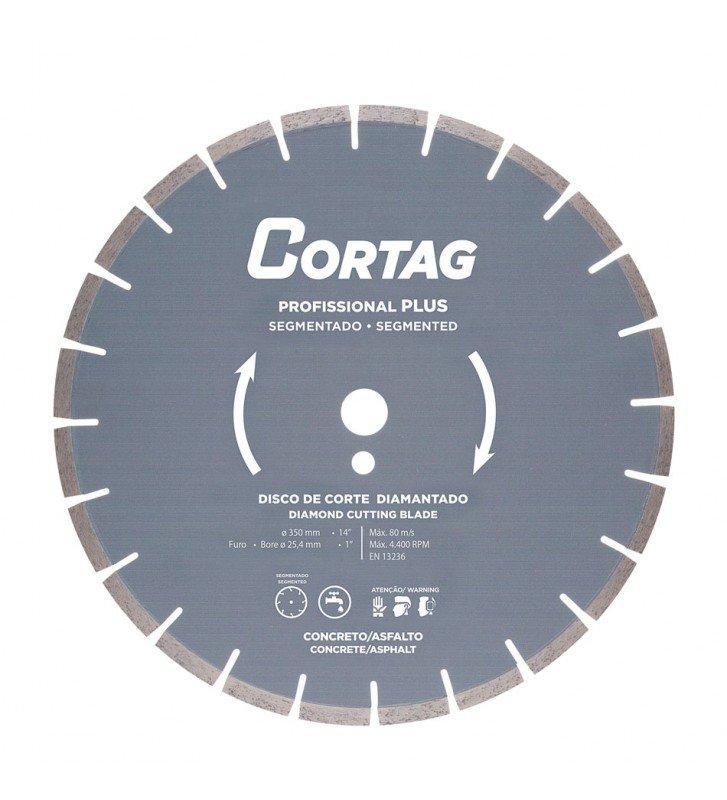 CORTAG
PROFISSIONAL PLUS
SEGMENTADO • SEGMENTED
DISCO DE CORTE DIAMANTADO
DIAMOND CUTTING BLADE
ø 350 mm • 14" Máx. 80 m/s
Furo • Bore ø 25,4 mm • 1" Máx. 4.400 RPM
EN 13236
SEGMENTADO
SEGMENTED
ATENÇÃO/ WARNING
CONCRETO/ASFALTO
CONCRETE/ASPHALT